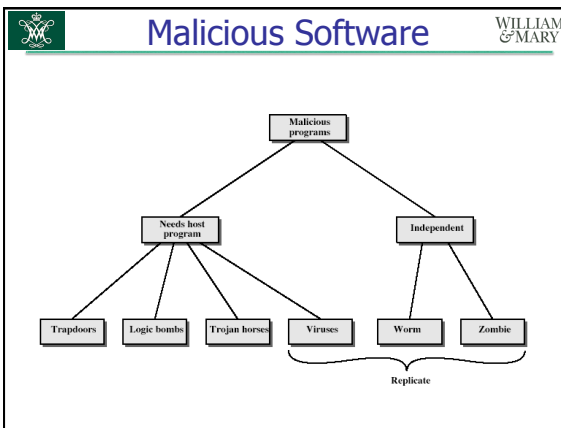 Malicious Software
WILLIAM
& MARY
Malicious
programs
Needs host
program
Independent
Trapdoors
Logic bombs
Trojan horses
Viruses
Worm
Zombie
Replicate